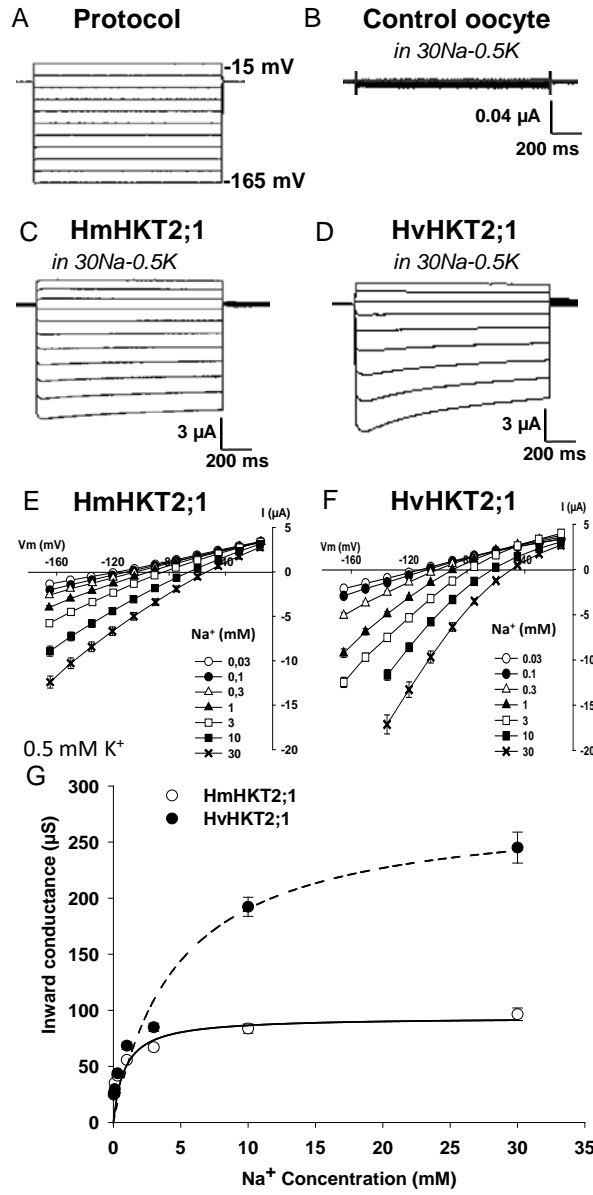 A Protocol
-15 mV
-165 mV
B Control oocyte
in 30Na-0.5K
0.04 µA
200 ms
C HmHKT2;1
in 30Na-0.5K
3 µA
200 ms
D HvHKT2;1
in 30Na-0.5K
3 µA
200 ms
E HmHKT2;1
I (µA)
Vm (mV)
-160 -120 -40
5
0
-5
-10
-15
-20
Na⁺ (mM)
0,03
0,1
0,3
1
3
10
30
F HvHKT2;1
I (µA)
Vm (mV)
-160 -120 -40
5
0
-5
-10
-15
-20
Na⁺ (mM)
0.03
0.1
0.3
1
3
10
30
0.5 mM K⁺
G
HmHKT2;1
HvHKT2;1
Inward conductance (µS)
300
250
200
150
100
50
0
0 5 10 15 20 25 30 35
Na⁺ Concentration (mM)